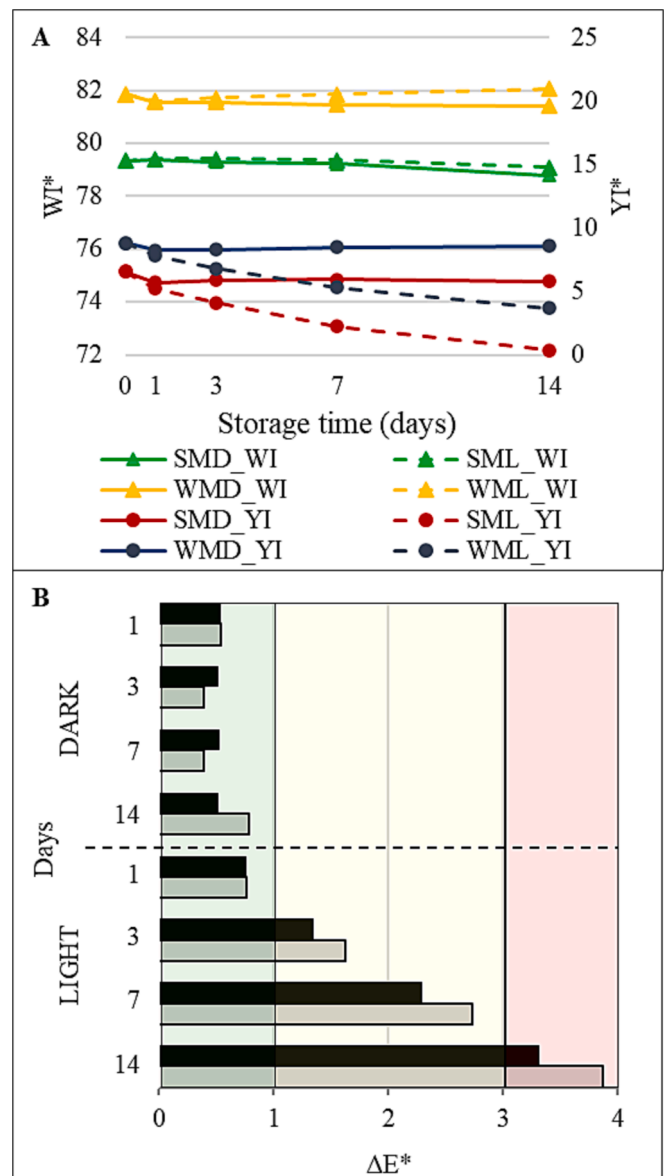 A
84 25
82 20
80 15
78
76 10
74 5
72 0
WI*
YI*
0 1 3 7 14
Storage time (days)
SMD_WI SML_WI
WMD_WI WML_WI
SMD_YI SML_YI
WMD_YI WML_YI
B
1
3
7
14
DARK
Days
1
3
7
14
LIGHT
0 1 2 3 4
ΔE*